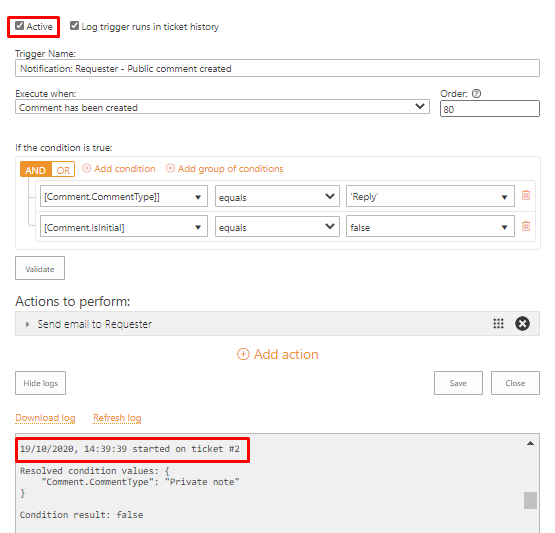 Active
Log trigger runs in ticket history
Trigger Name:
Notification: Requester - Public comment created
Execute when:
Order:
Comment has been created
80
If the condition is true:
AND OR
Add condition
Add group of conditions
[Comment.CommentType]]
equals
'Reply'
[Comment.IsInitial]
equals
false
Validate
Actions to perform:
Send email to Requester
Add action
Hide logs
Save
Close
Download log
Refresh log
19/10/2020, 14:39:39 started on ticket #2
Resolved condition values: {
"Comment.CommentType": "Private note"
}
Condition result: false